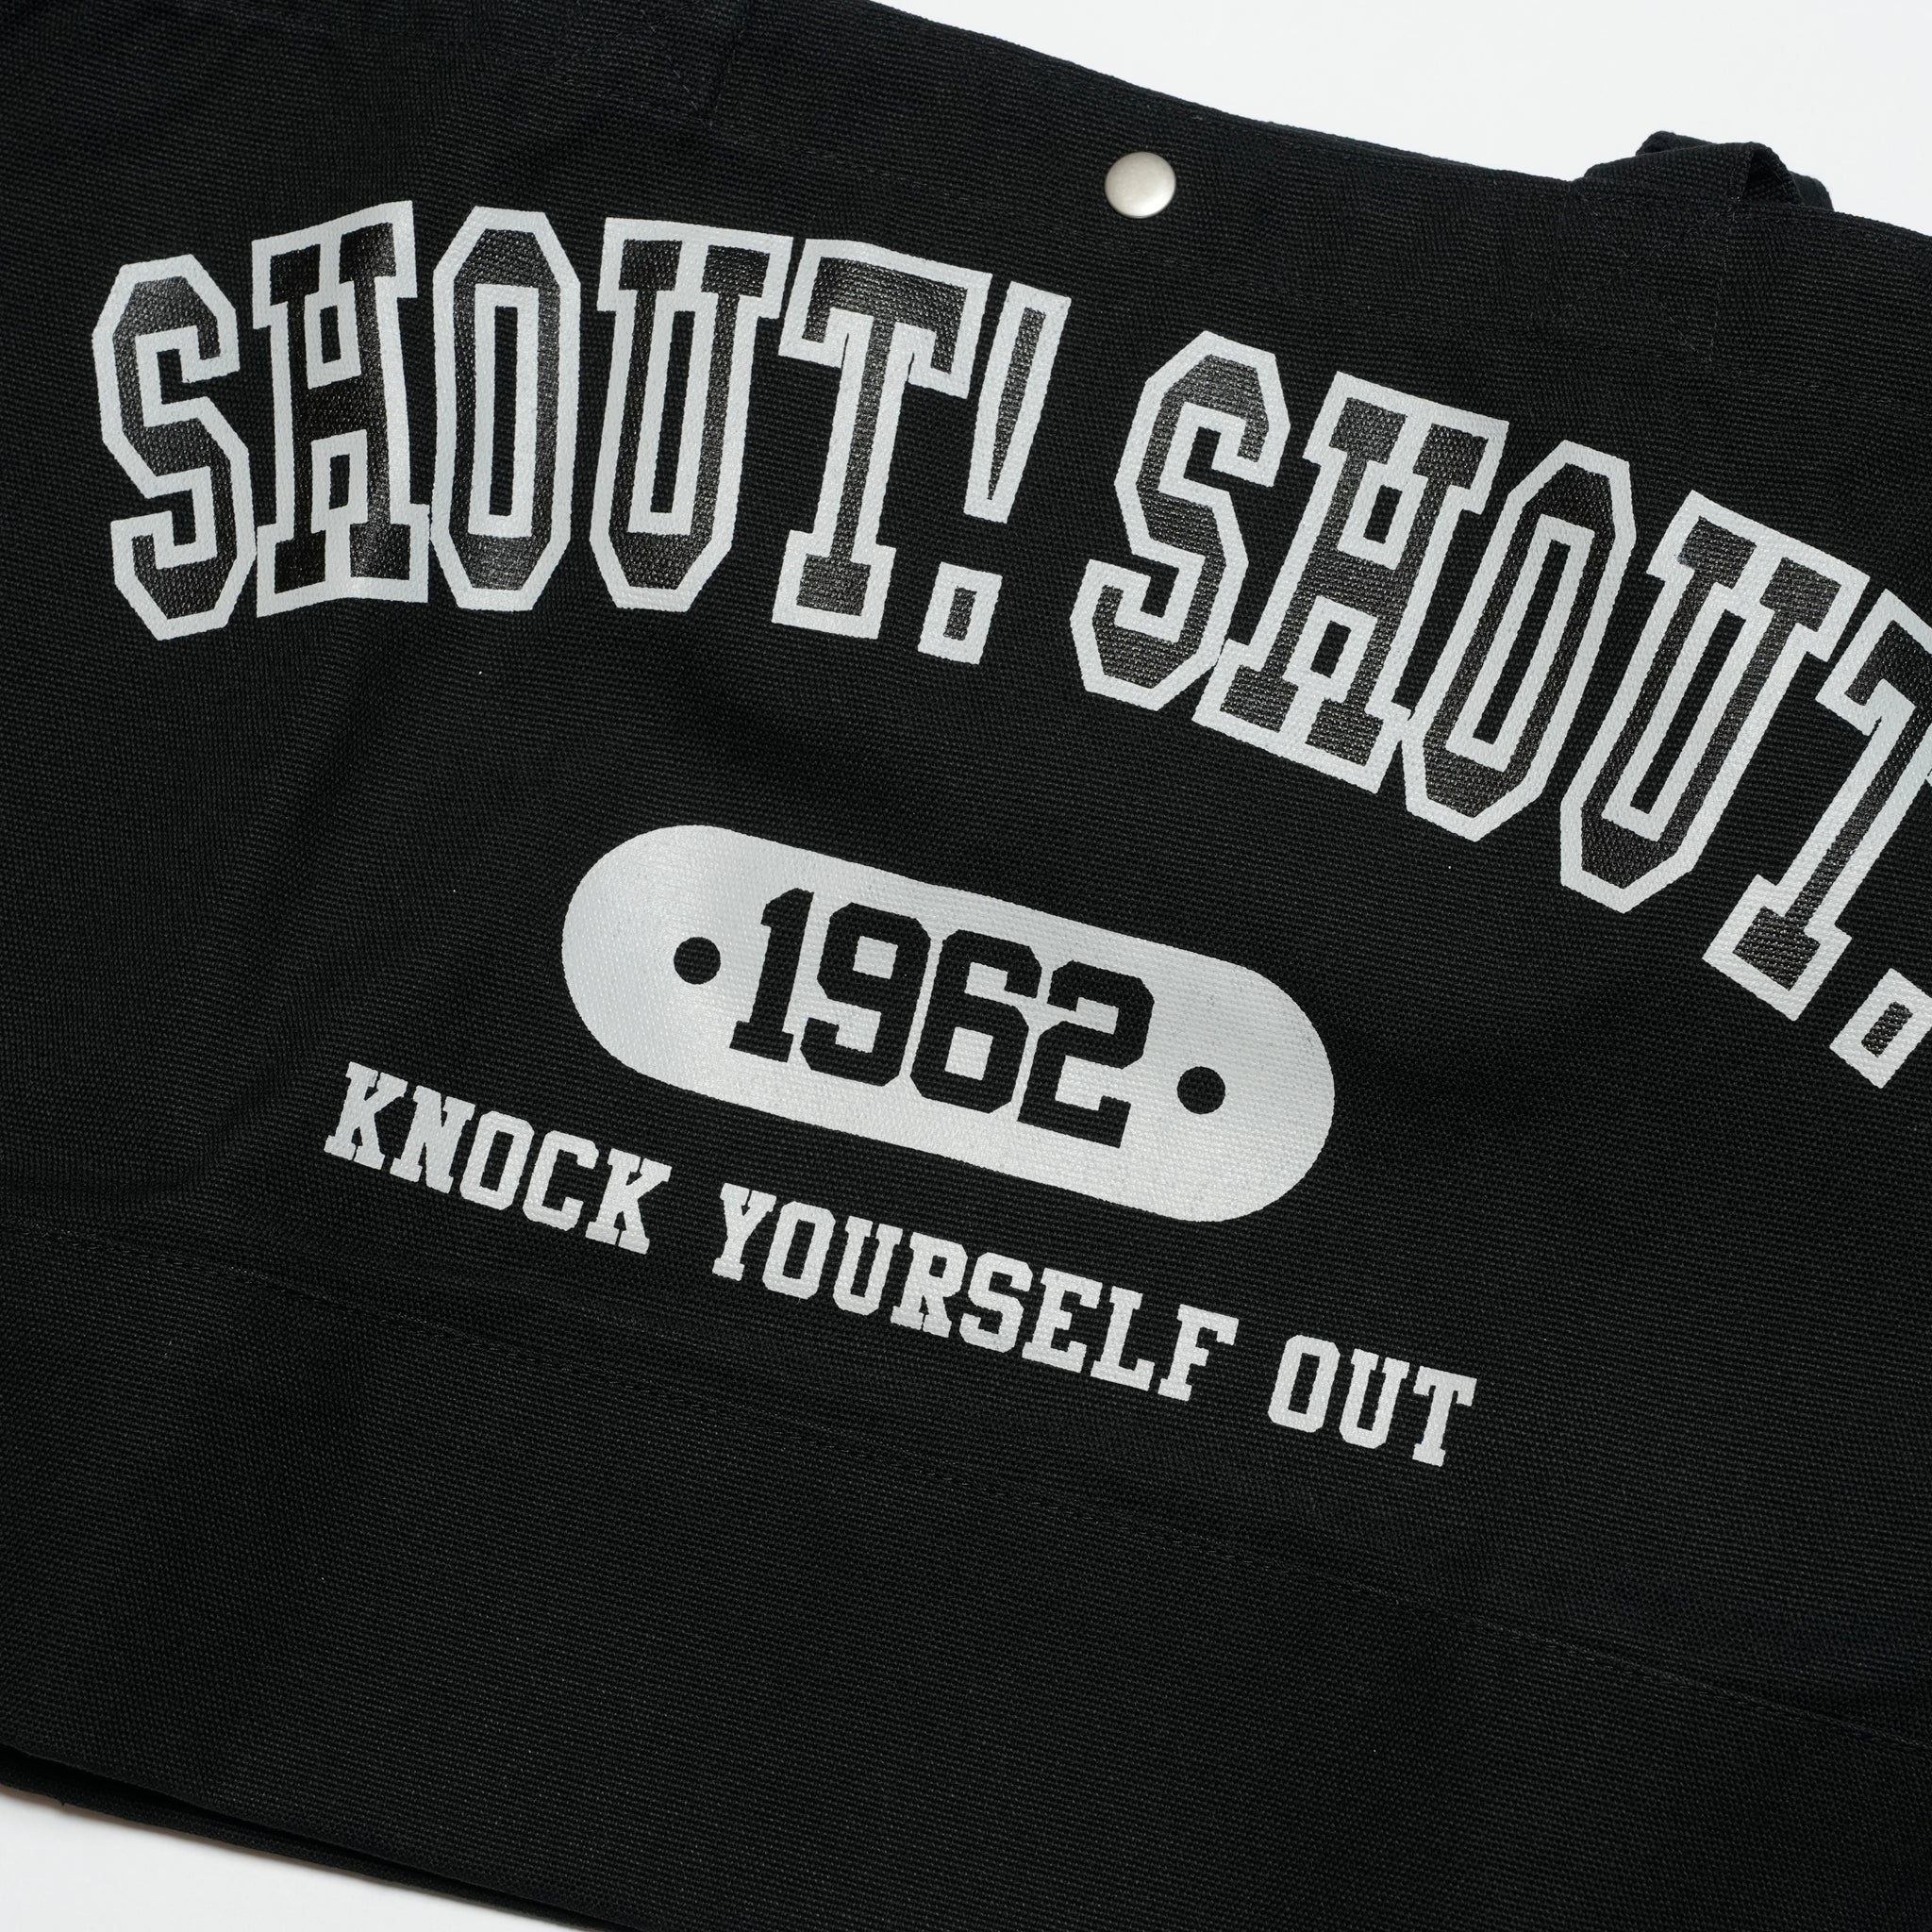 SHOUT! SHOUT!
• 1962 •
KNOCK YOURSELF OUT